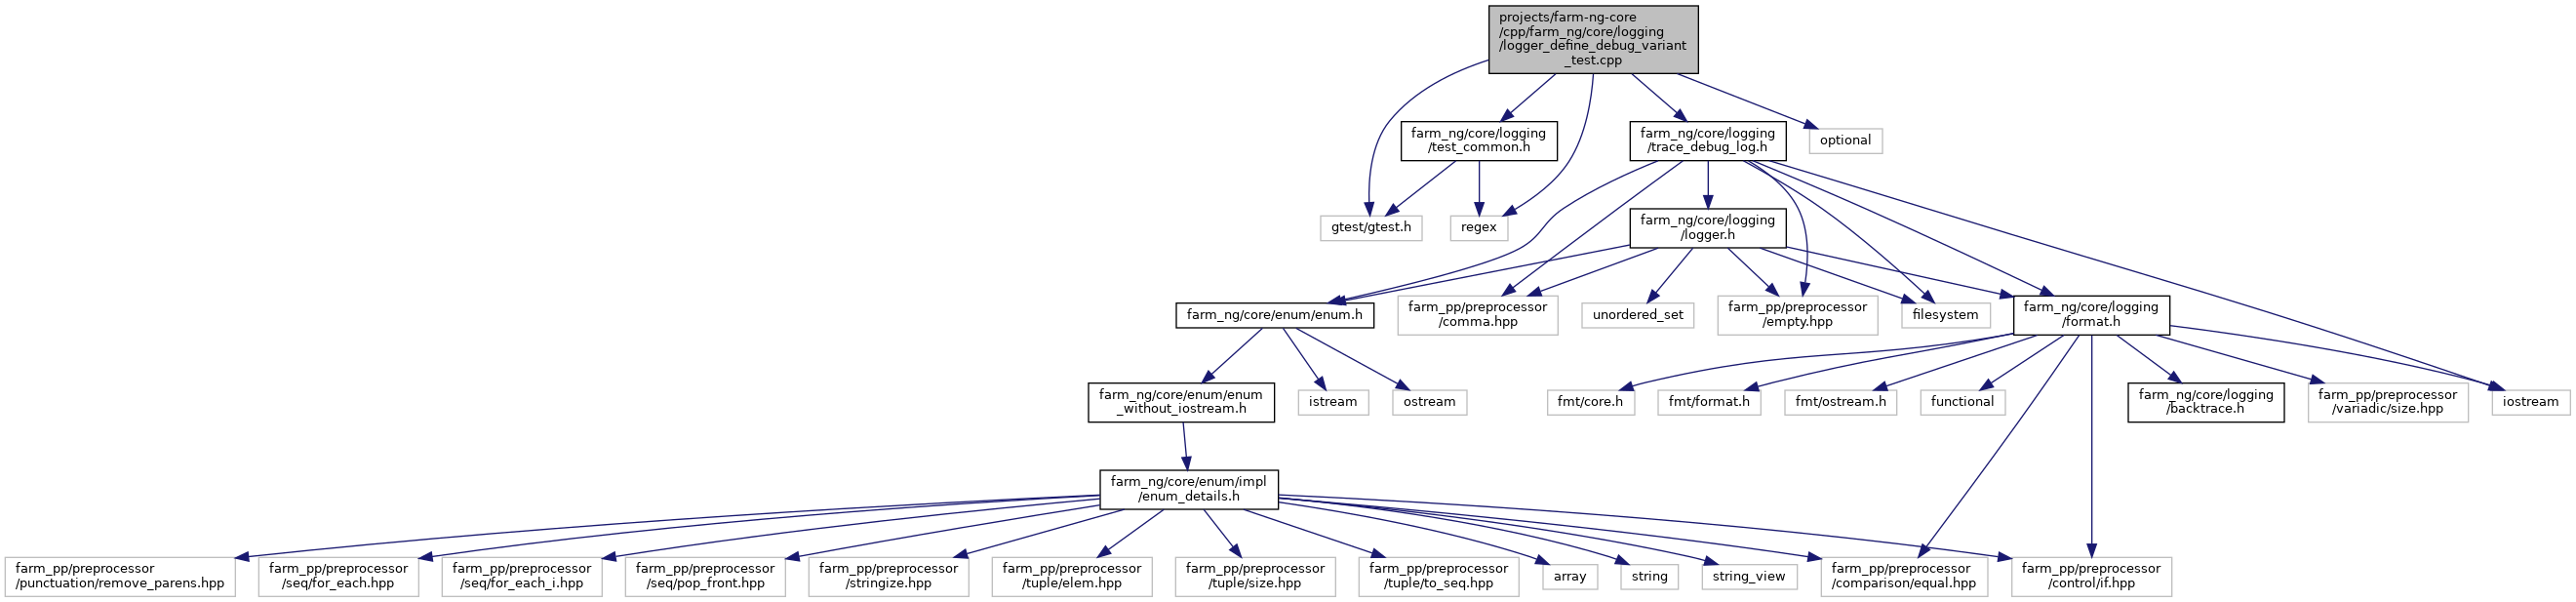 projects/farm-ng-core
/cpp/farm_ng/core/logging
/logger_define_debug_variant
_test.cpp
farm_ng/core/logging
/test_common.h
farm_ng/core/logging
/trace_debug_log.h
optional
gtest/gtest.h
regex
farm_ng/core/logging
/logger.h
farm_ng/core/enum/enum.h
farm_pp/preprocessor
/comma.hpp
unordered_set
farm_pp/preprocessor
/empty.hpp
filesystem
farm_ng/core/logging
/format.h
farm_ng/core/enum/enum
_without_iostream.h
istream
ostream
fmt/core.h
fmt/format.h
fmt/ostream.h
functional
farm_ng/core/logging
/backtrace.h
farm_pp/preprocessor
/variadic/size.hpp
iostream
farm_ng/core/enum/impl
/enum_details.h
farm_pp/preprocessor
/punctuation/remove_parens.hpp
farm_pp/preprocessor
/seq/for_each.hpp
farm_pp/preprocessor
/seq/for_each_i.hpp
farm_pp/preprocessor
/seq/pop_front.hpp
farm_pp/preprocessor
/stringize.hpp
farm_pp/preprocessor
/tuple/elem.hpp
farm_pp/preprocessor
/tuple/size.hpp
farm_pp/preprocessor
/tuple/to_seq.hpp
array
string
string_view
farm_pp/preprocessor
/comparison/equal.hpp
farm_pp/preprocessor
/control/if.hpp